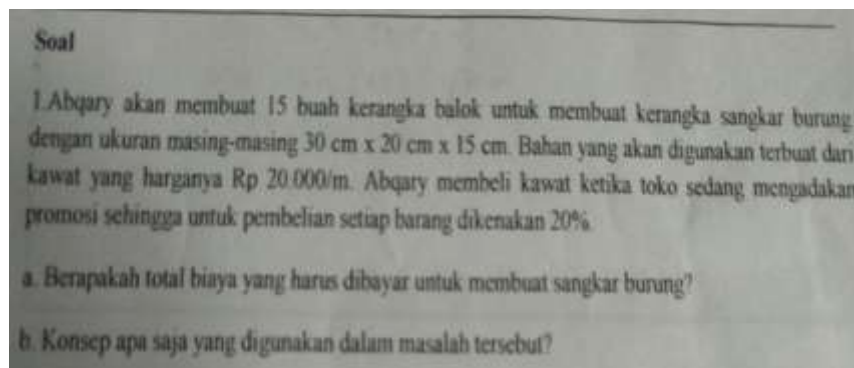 Soal
1.Abqary akan membuat 15 buah kerangka balok untuk membuat kerangka sangkar burung
dengan ukuran masing-masing 30 cm x 20 cm x 15 cm. Bahan yang akan digunakan terbuat dari
kawat yang harganya Rp 20.000/m. Abqary membeli kawat ketika toko sedang mengadakan
promosi sehingga untuk pembelian setiap barang dikenakan 20%.
a. Berapakah total biaya yang harus dibayar untuk membuat sangkar burung?
b. Konsep apa saja yang digunakan dalam masalah tersebut?